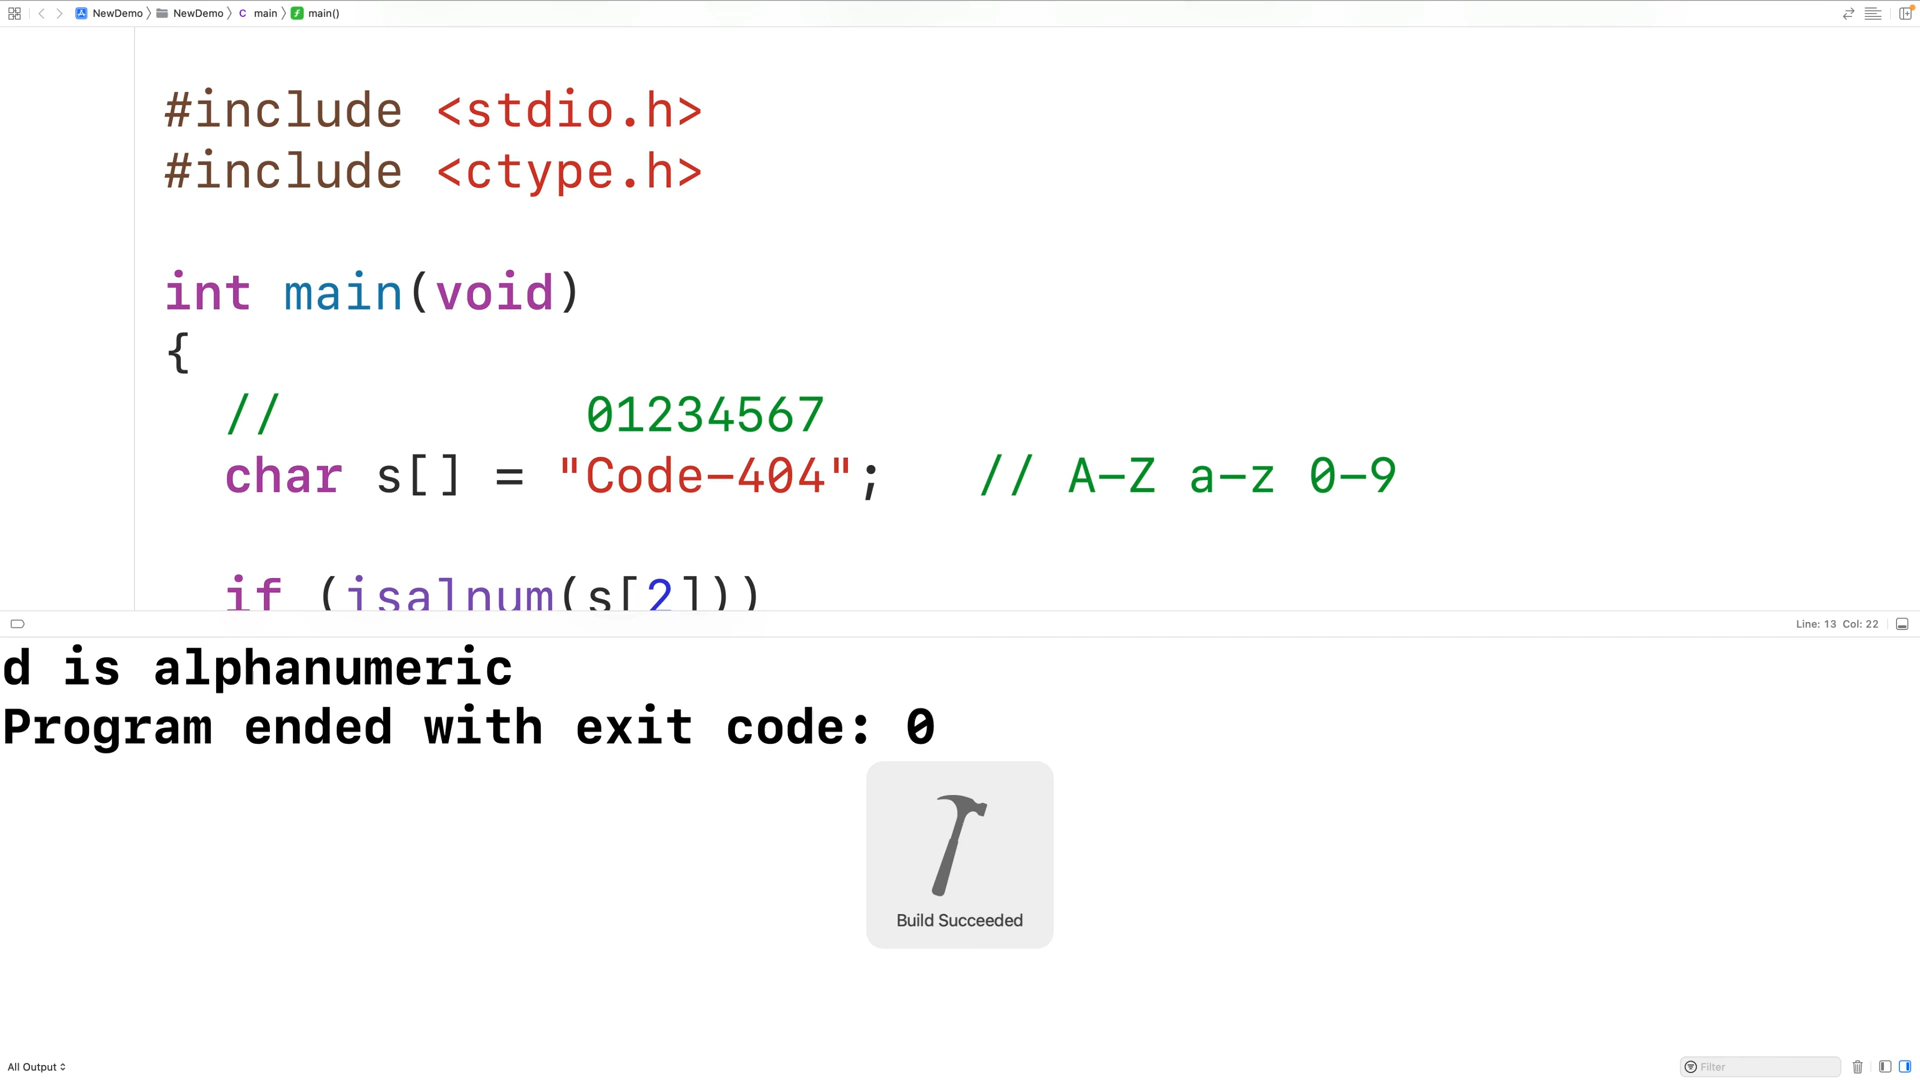 NewDemo 〉 NewDemo 〉 C main 〉 f main()
#include <stdio.h>
#include <ctype.h>
int main(void)
{
// 01234567
char s[] = "Code-404"; // A-Z a-z 0-9
if (isalnum(s[2]))
Line: 13 Col: 22
d is alphanumeric
Program ended with exit code: 0
Build Succeeded
All Output
Filter